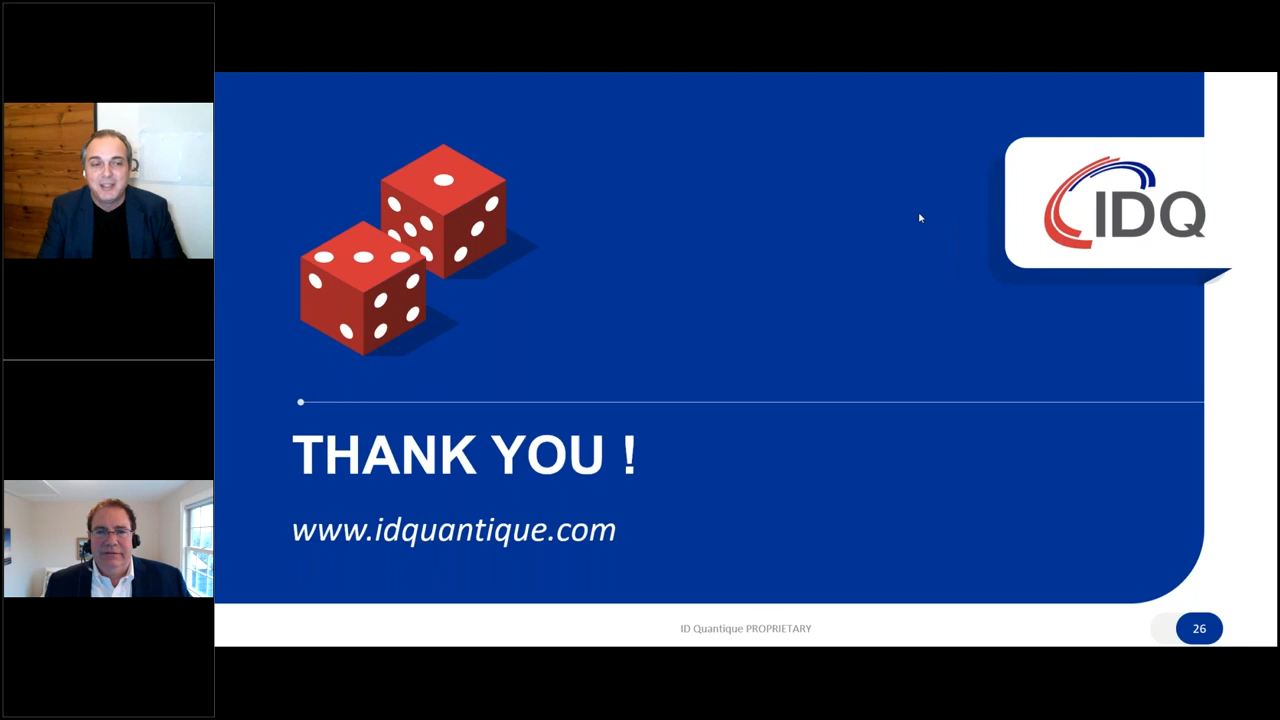 IDQ
THANK YOU !
www.idquantique.com
ID Quantique PROPRIETARY
26